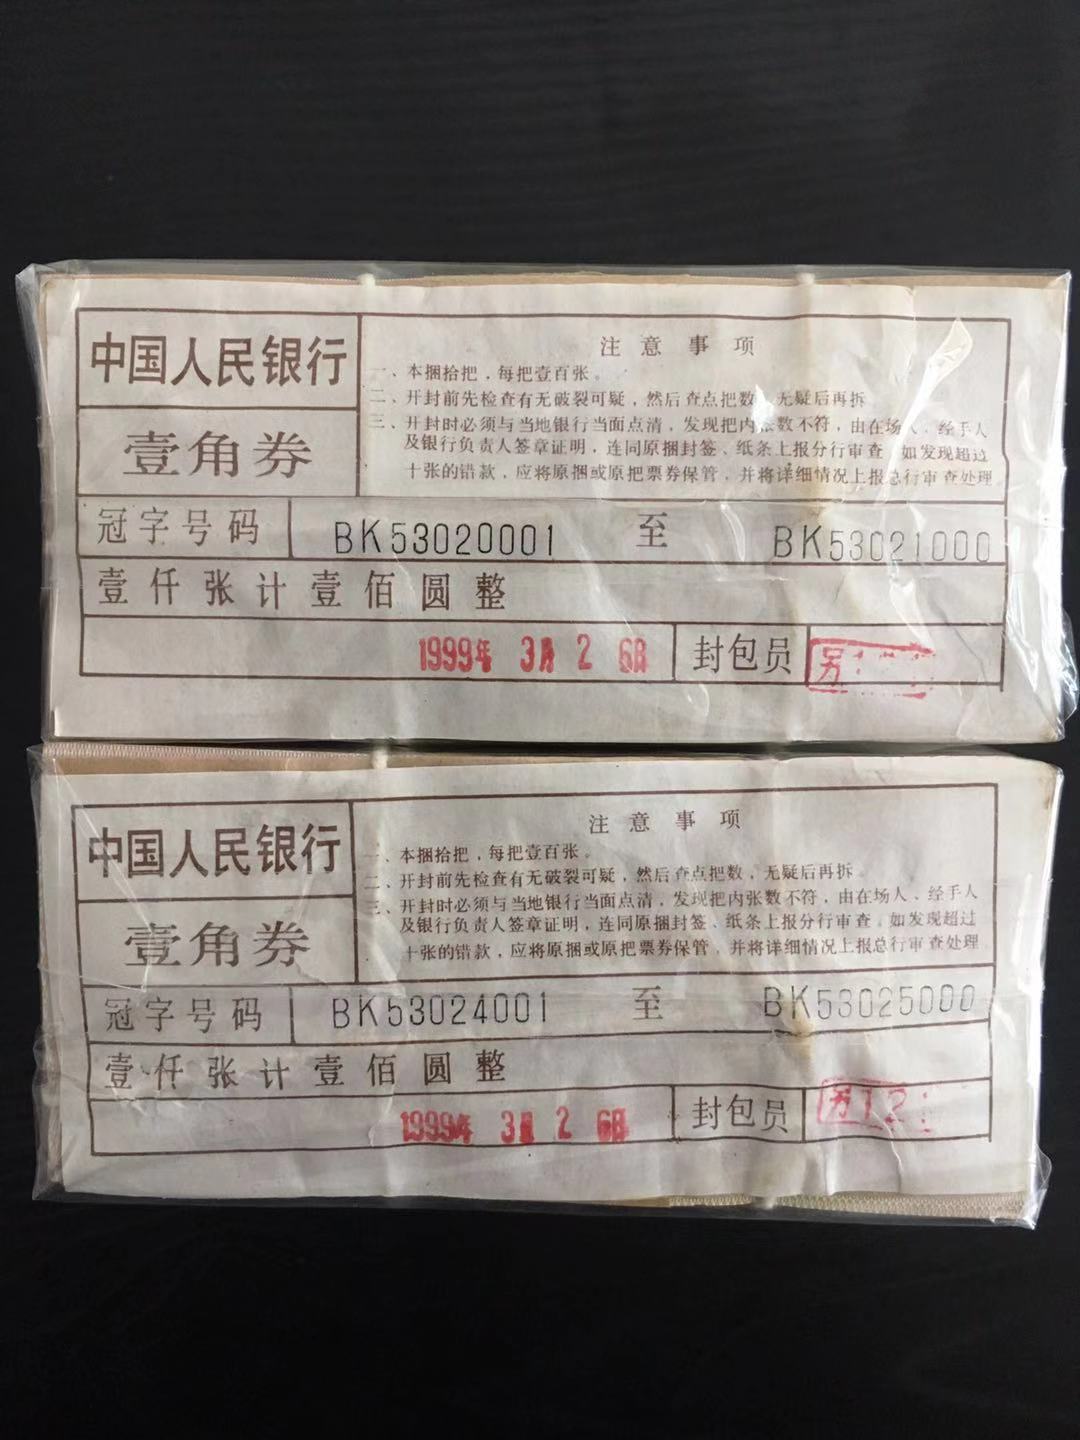 中国人民银行
壹角券
注意事项
一、本捆拾把，每把壹百张。
二、开封前先检查有无破裂可疑，然后查点把数，无疑后再拆
三、开封时必须与当地银行当面点清，发现把内张数不符，由在场人、经手人
及银行负责人签章证明，连同原捆封签、纸条上报分行审查。如发现超过
十张的错款，应将原捆或原把票券保管，并将详细情况上报总行审查处理
冠字号码 BK53020001 至 BK53021000
壹仟张计壹佰圆整
1999年 3月 26日 封包员 另
中国人民银行
壹角券
注意事项
一、本捆拾把，每把壹百张。
二、开封前先检查有无破裂可疑，然后查点把数，无疑后再拆
三、开封时必须与当地银行当面点清，发现把内张数不符，由在场人、经手人
及银行负责人签章证明，连同原捆封签、纸条上报分行审查。如发现超过
十张的错款，应将原捆或原把票券保管，并将详细情况上报总行审查处理
冠字号码 BK53024001 至 BK53025000
壹仟张计壹佰圆整
1999年 3月 26日 封包员 另12